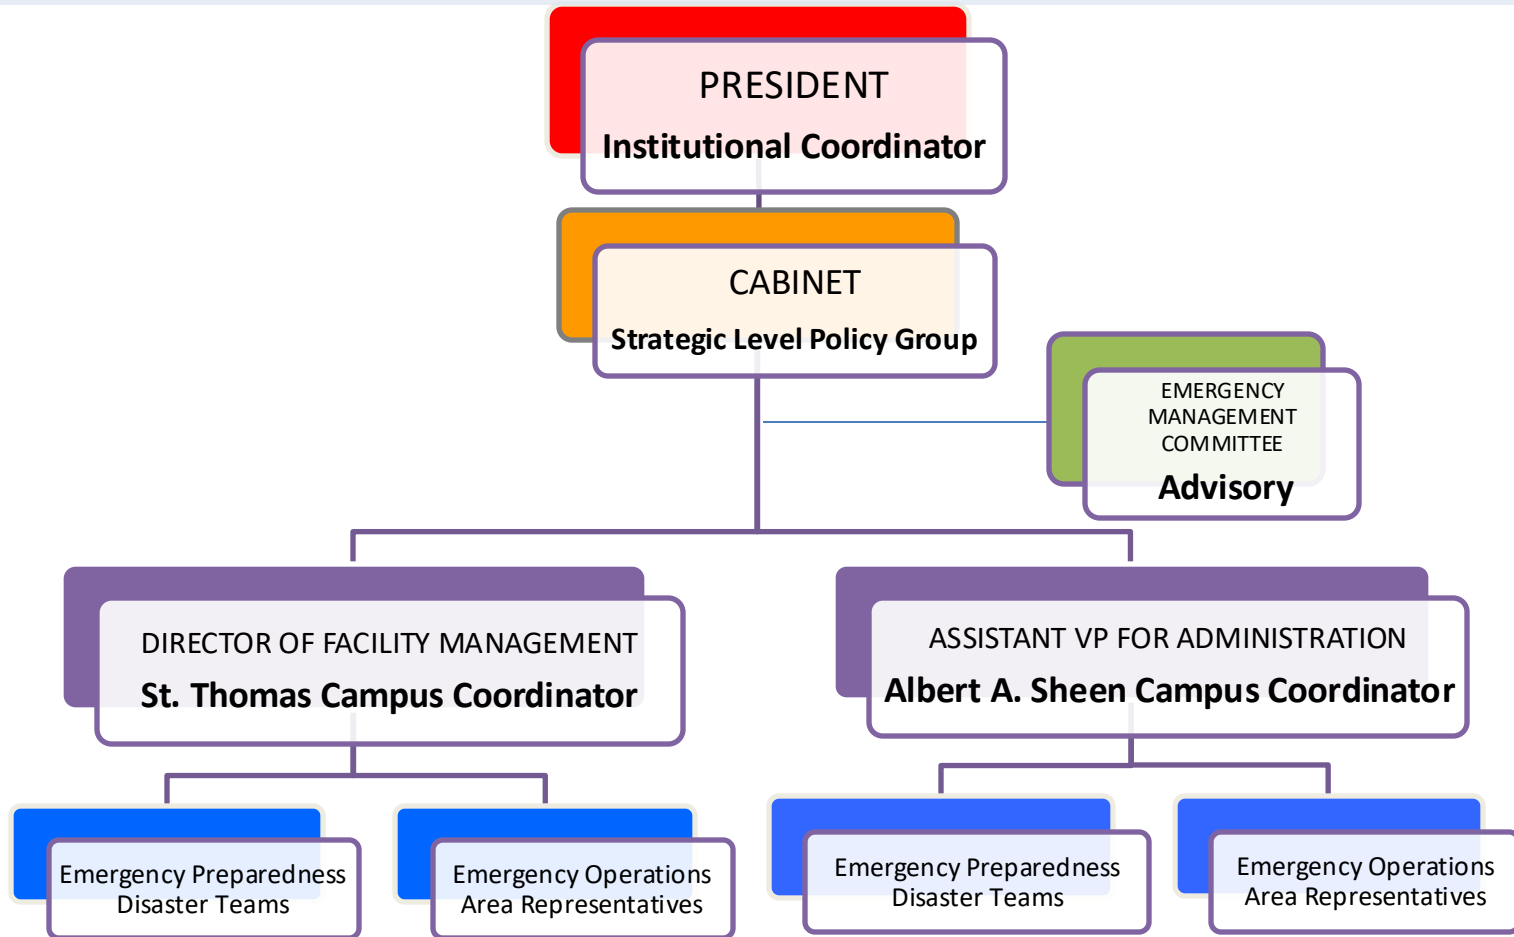 PRESIDENT
Institutional Coordinator
CABINET
Strategic Level Policy Group
EMERGENCY
MANAGEMENT
COMMITTEE
Advisory
DIRECTOR OF FACILITY MANAGEMENT
St. Thomas Campus Coordinator
ASSISTANT VP FOR ADMINISTRATION
Albert A. Sheen Campus Coordinator
Emergency Preparedness
Disaster Teams
Emergency Operations
Area Representatives
Emergency Preparedness
Disaster Teams
Emergency Operations
Area Representatives